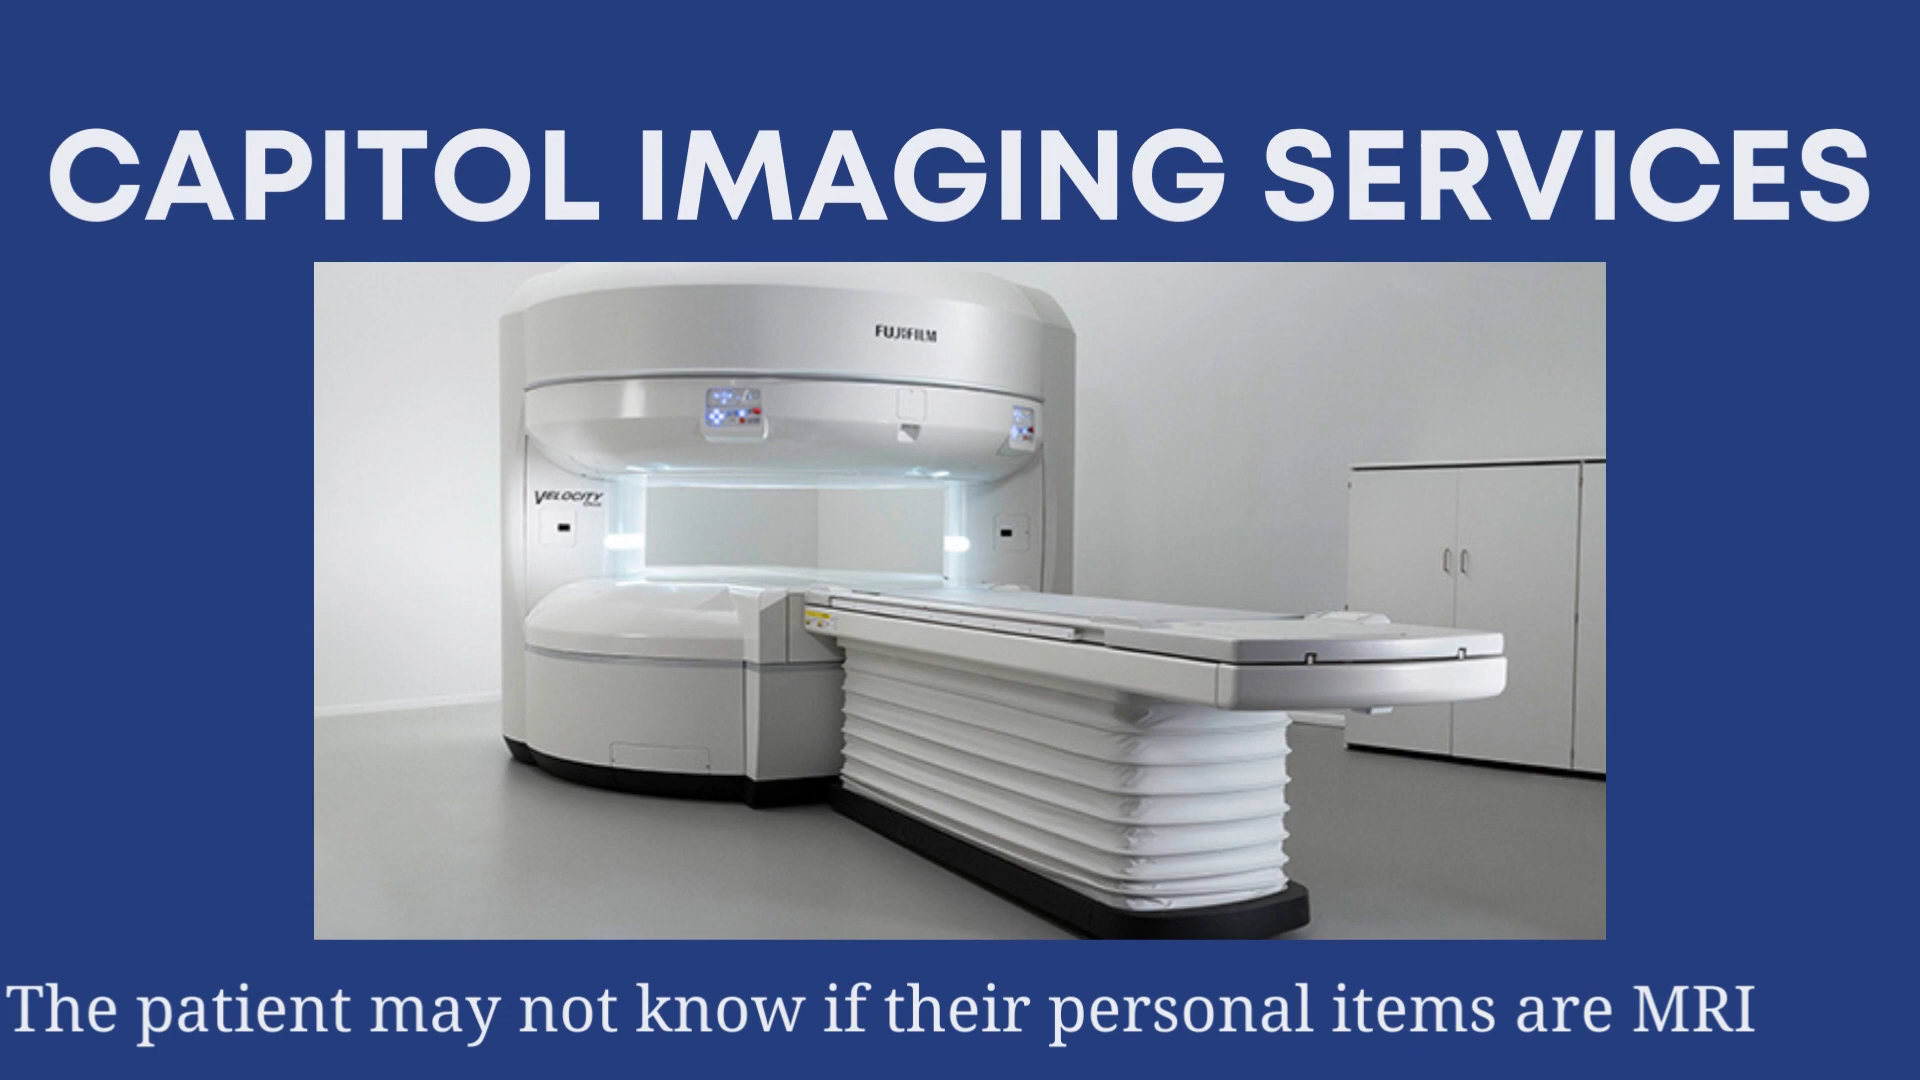 CAPITOL IMAGING SERVICES
FUJIFILM
VELOCITY
The patient may not know if their personal items are MRI